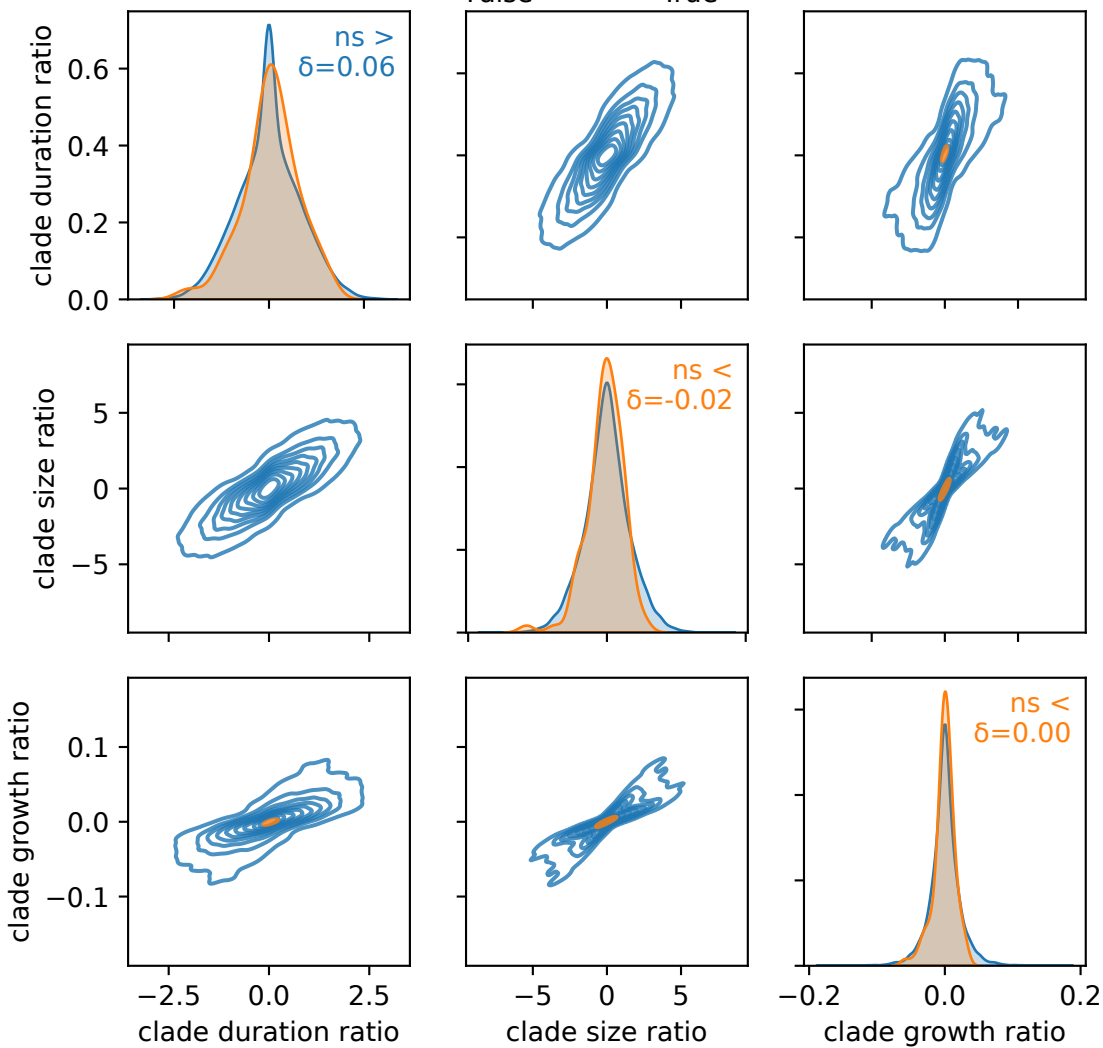 clade duration ratio
0.6
0.4
0.2
0.0
ns >
δ=0.06
clade size ratio
5
0
−5
ns <
δ=-0.02
clade growth ratio
0.1
0.0
−0.1
ns <
δ=0.00
−2.5 0.0 2.5
−5 0 5
−0.2 0.0 0.2
clade duration ratio
clade size ratio
clade growth ratio